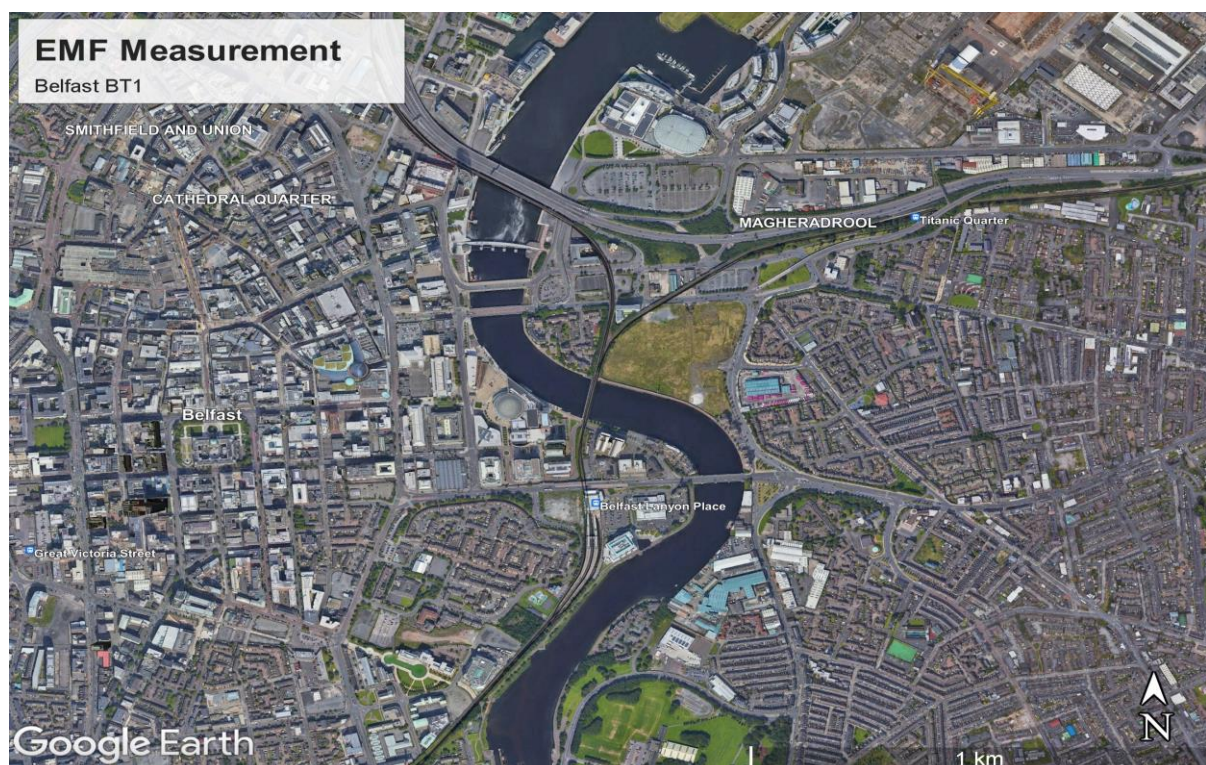 EMF Measurement
Belfast BT1
SMITHFIELD AND UNION
CATHEDRAL QUARTER
MAGHERADROOL
Titanic Quarter
Belfast
Belfast Lanyon Place
Great Victoria Street
N
Google Earth
1 km